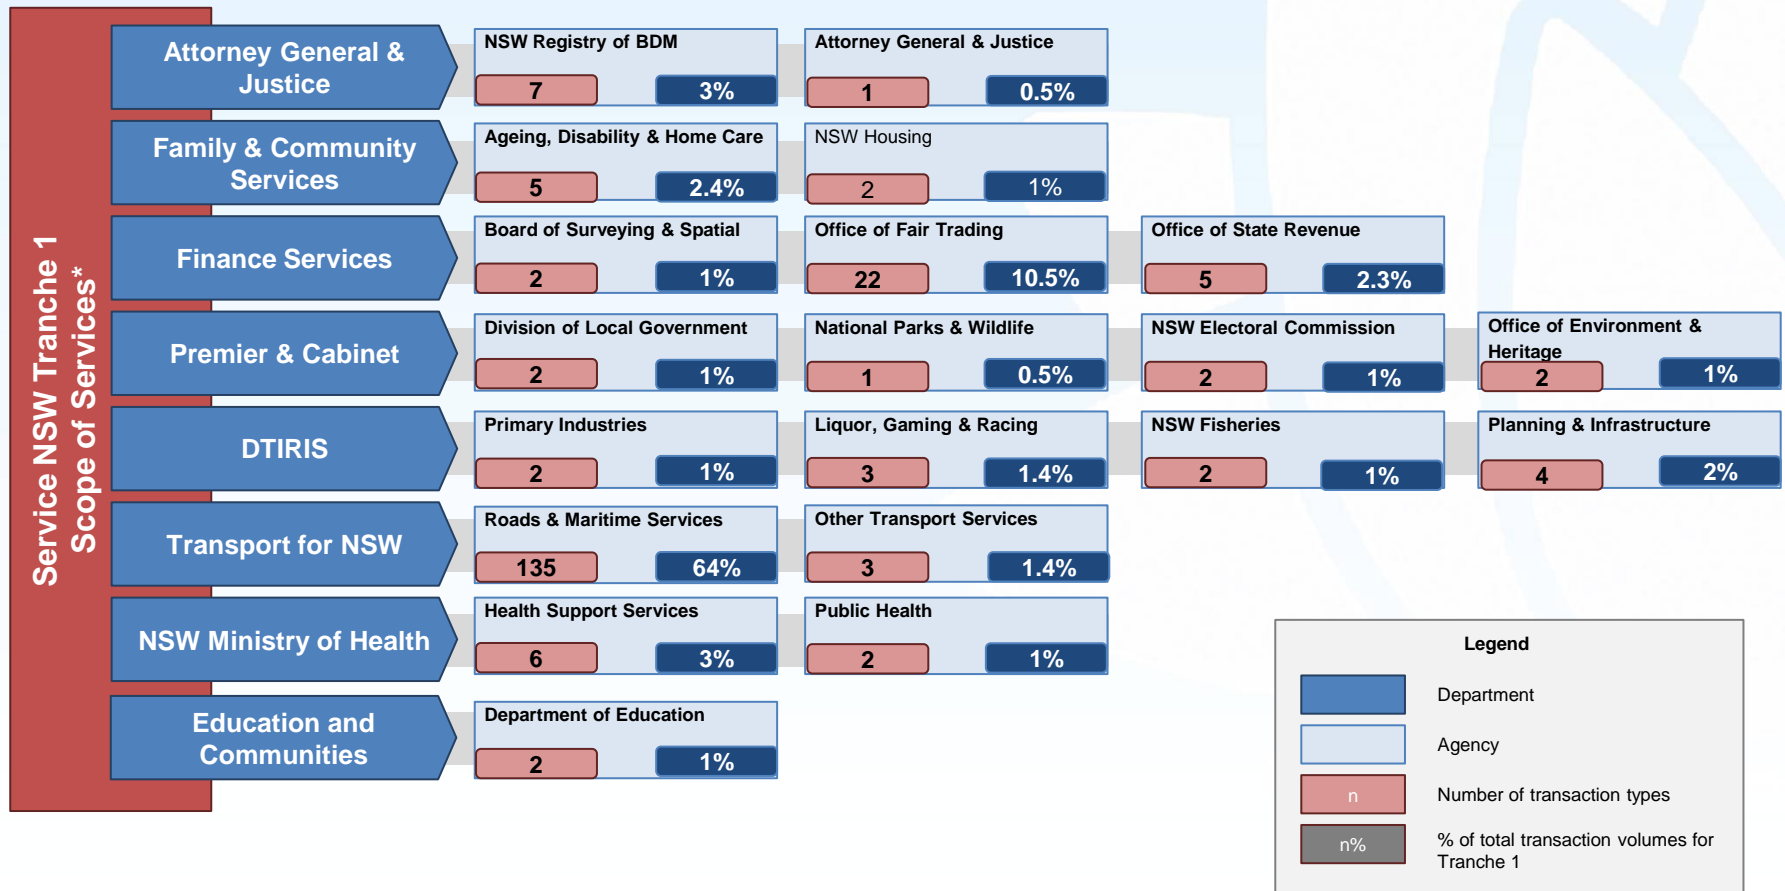 Service NSW Tranche 1
Scope of Services*
Attorney General &
Justice
NSW Registry of BDM
7
3%
Attorney General & Justice
1
0.5%
Family & Community
Services
Ageing, Disability & Home Care
5
2.4%
NSW Housing
2
1%
Finance Services
Board of Surveying & Spatial
2
1%
Office of Fair Trading
22
10.5%
Office of State Revenue
5
2.3%
Premier & Cabinet
Division of Local Government
2
1%
National Parks & Wildlife
1
0.5%
NSW Electoral Commission
2
1%
Office of Environment &
Heritage
2
1%
DTIRIS
Primary Industries
2
1%
Liquor, Gaming & Racing
3
1.4%
NSW Fisheries
2
1%
Planning & Infrastructure
4
2%
Transport for NSW
Roads & Maritime Services
135
64%
Other Transport Services
3
1.4%
NSW Ministry of Health
Health Support Services
6
3%
Public Health
2
1%
Education and
Communities
Department of Education
2
1%
Legend
Department
Agency
n
Number of transaction types
n%
% of total transaction volumes for
Tranche 1